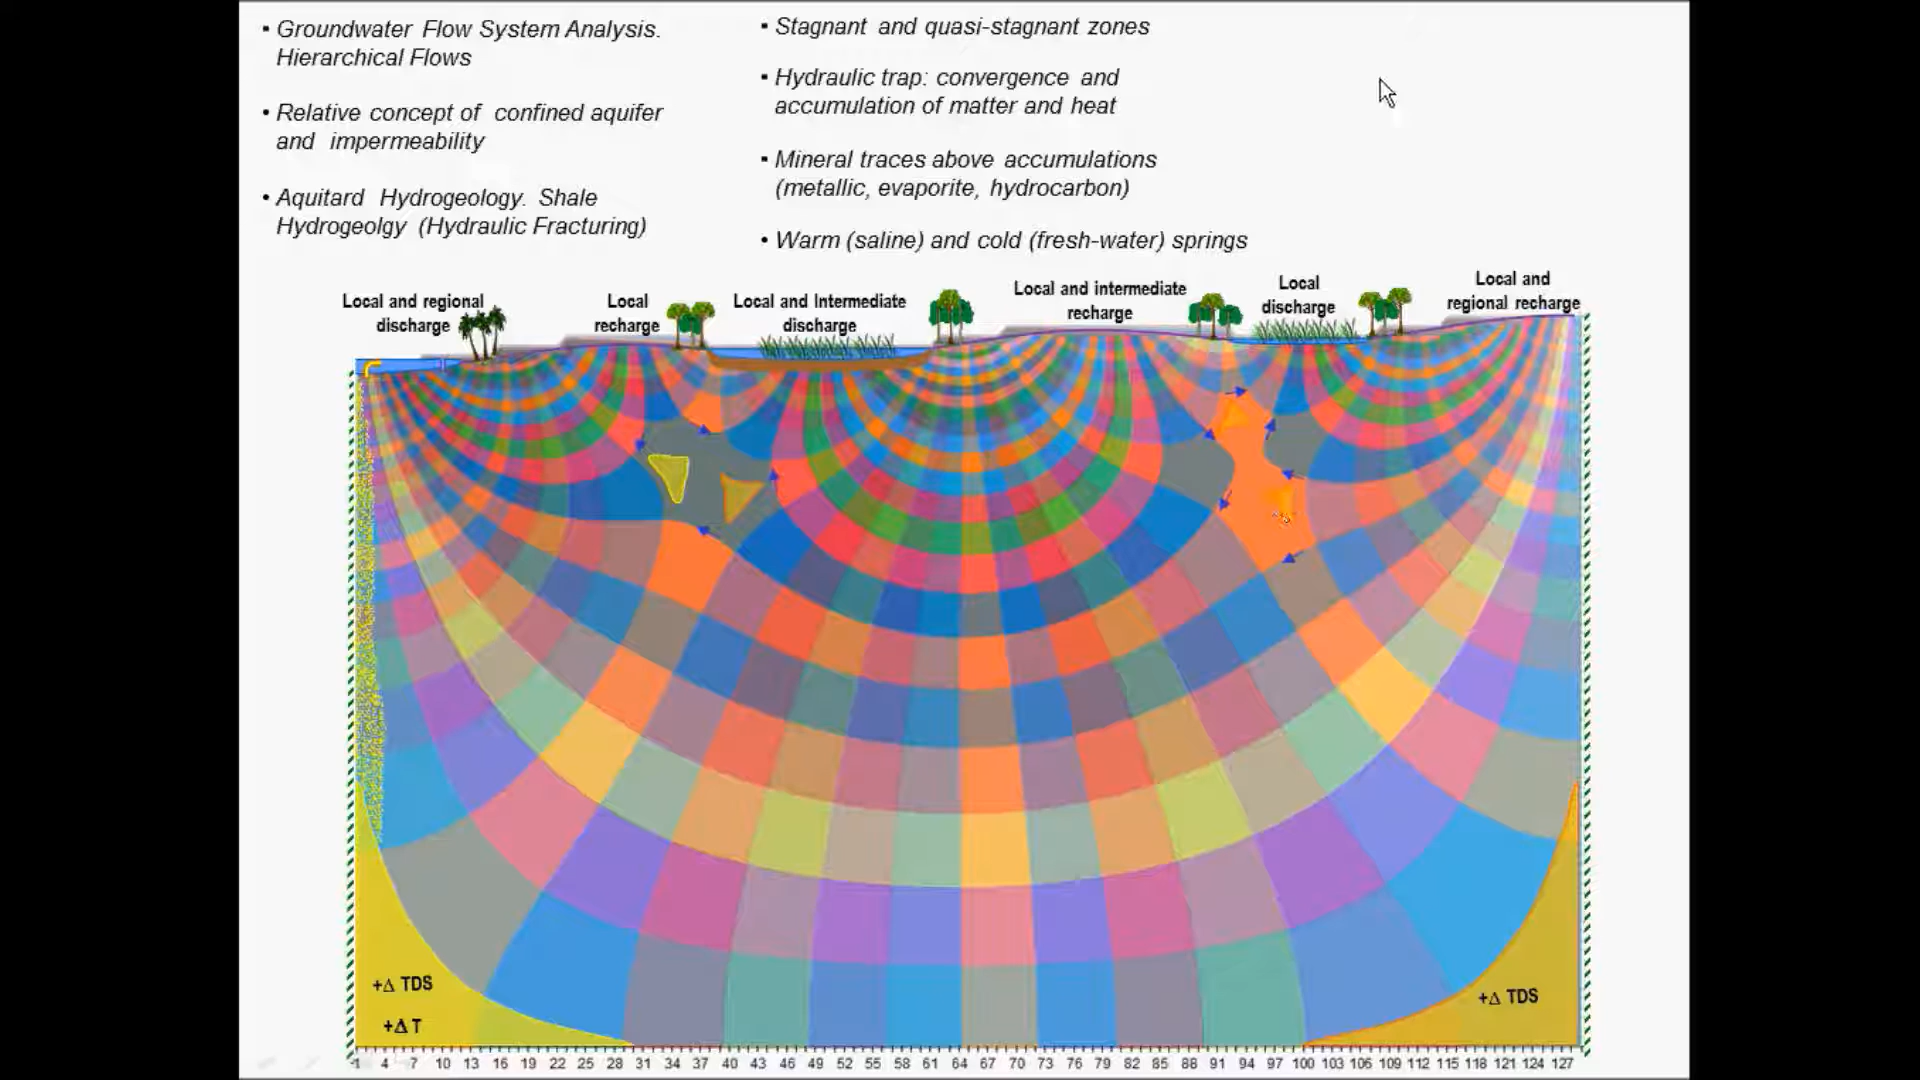 ▪ Groundwater Flow System Analysis.
Hierarchical Flows
• Relative concept of confined aquifer
and impermeability
• Aquitard Hydrogeology. Shale
Hydrogeolgy (Hydraulic Fracturing)
▪ Stagnant and quasi-stagnant zones
▪ Hydraulic trap: convergence and
accumulation of matter and heat
▪ Mineral traces above accumulations
(metallic, evaporite, hydrocarbon)
• Warm (saline) and cold (fresh-water) springs
Local and regional
discharge
Local
recharge
Local and Intermediate
discharge
Local and intermediate
recharge
Local
discharge
Local and
regional recharge
+Δ TDS
+Δ T
+Δ TDS
1 4 7 10 13 16 19 22 25 28 31 34 37 40 43 46 49 52 55 58 61 64 67 70 73 76 79 82 85 88 91 94 97 100 103 106 109 112 115 118 121 124 127